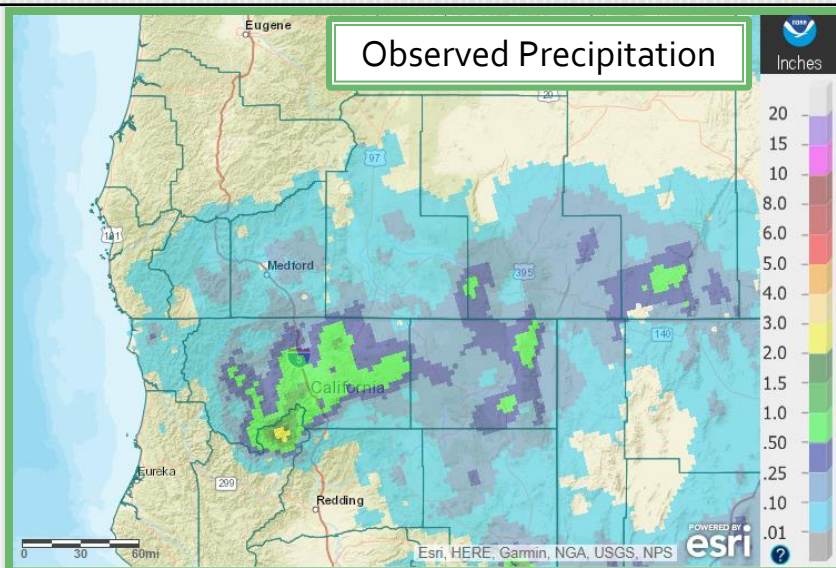 Observed Precipitation
noaa
Inches
20
15
10
8.0
6.0
5.0
4.0
3.0
2.0
1.5
1.0
.50
.25
.10
.01
?
Eugene
20
97
101
Medford
395
5
140
California
Eureka
299
Redding
0 30 60mi
Esri, HERE, Garmin, NGA, USGS, NPS
POWERED BY
esri